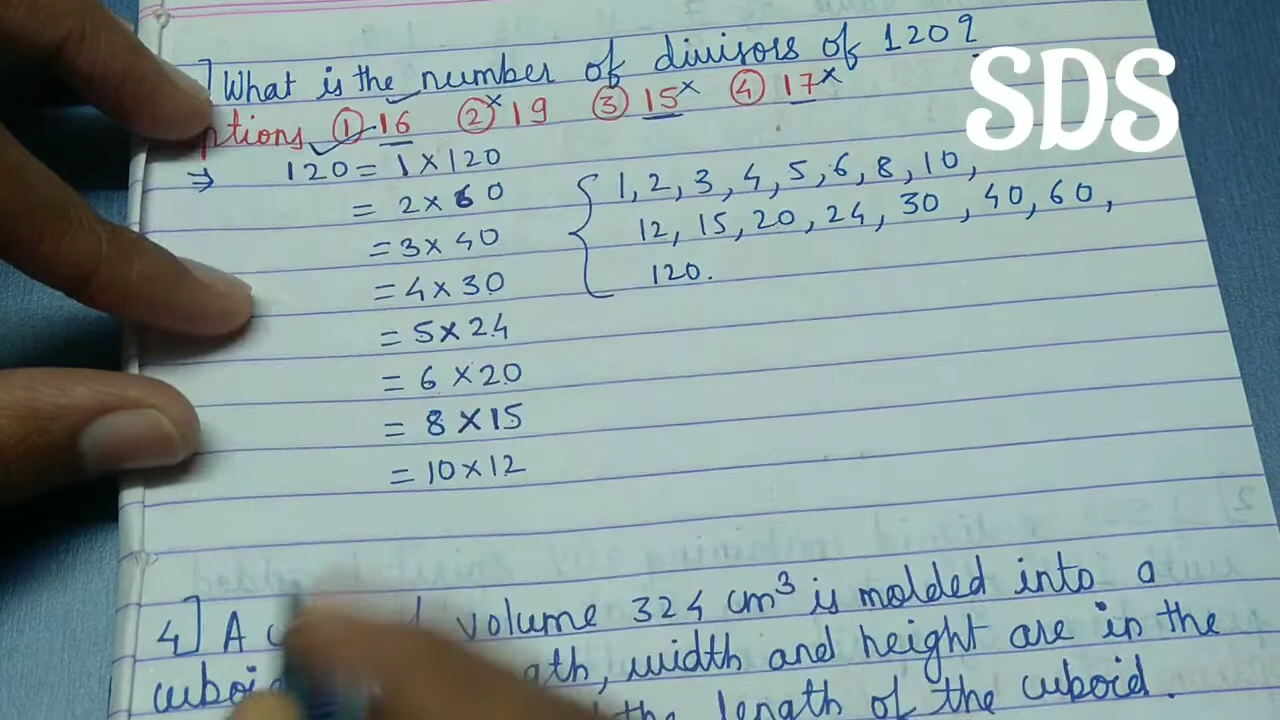 ] What is the number of divisors of 120?
ptions ① 16 ② 19 ③ 15 ④ 17
SDS
⇒ 120 = 1 × 120
= 2 × 60
= 3 × 40
= 4 × 30
= 5 × 24
= 6 × 20
= 8 × 15
= 10 × 12
{ 1, 2, 3, 4, 5, 6, 8, 10,
12, 15, 20, 24, 30, 40, 60,
120.
4] A volume 324 cm³ is molded into a
width and height are in the
the length of the cuboid.